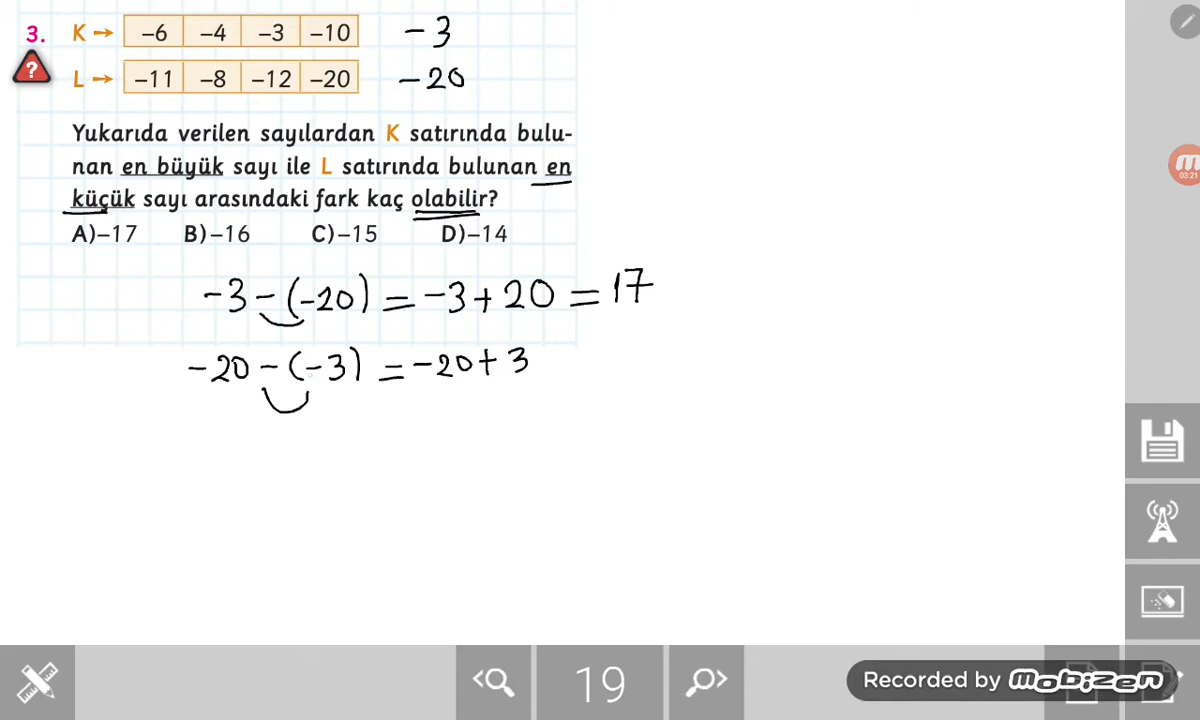 3. K → –6 –4 –3 –10 –3
? L → –11 –8 –12 –20 –20
Yukarıda verilen sayılardan K satırında bulu-
nan en büyük sayı ile L satırında bulunan en
küçük sayı arasındaki fark kaç olabilir?
A)–17 B)–16 C)–15 D)–14
-3-(-20) = -3+20 = 17
-20-(-3) = -20+3
03:21
19
Recorded by mobizen